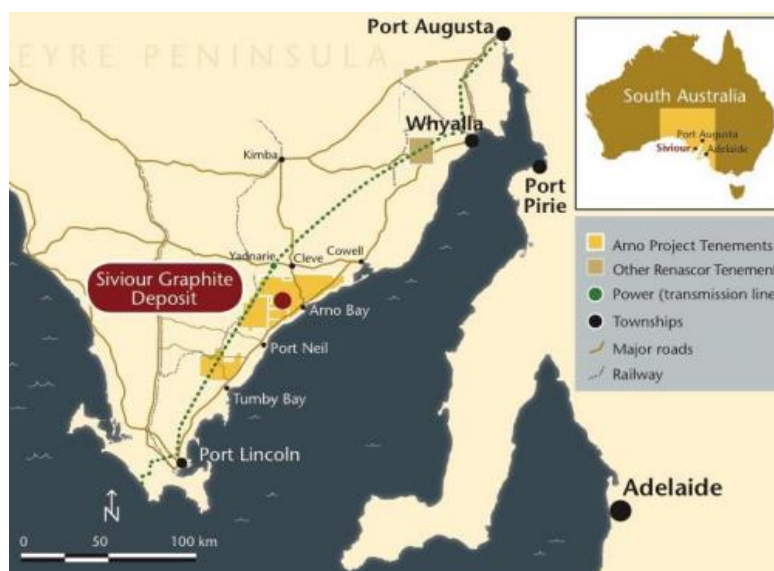 EYRE PENINSULA
Port Augusta
Whyalla
Kimba
Port
Pirie
Yadnarie
Cleve
Cowell
Siviour Graphite
Deposit
Arno Bay
Port Neil
Tumby Bay
Port Lincoln
Adelaide
N
0 50 100 km
South Australia
Port Augusta
Siviour
Adelaide
Arno Project Tenements
Other Renascor Tenement
Power (transmission line
Townships
Major roads
Railway